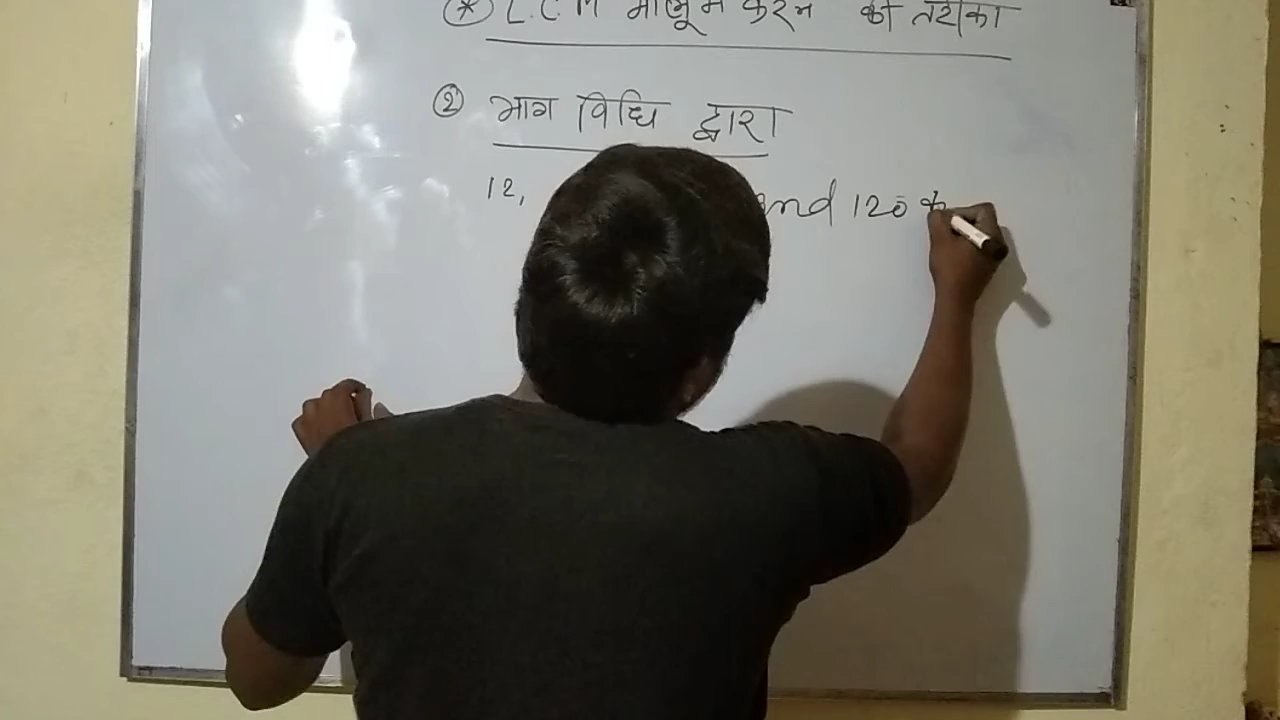 * L.C.M मालूम करने का तरीका
② भाग विधि द्वारा
12, and 120 क